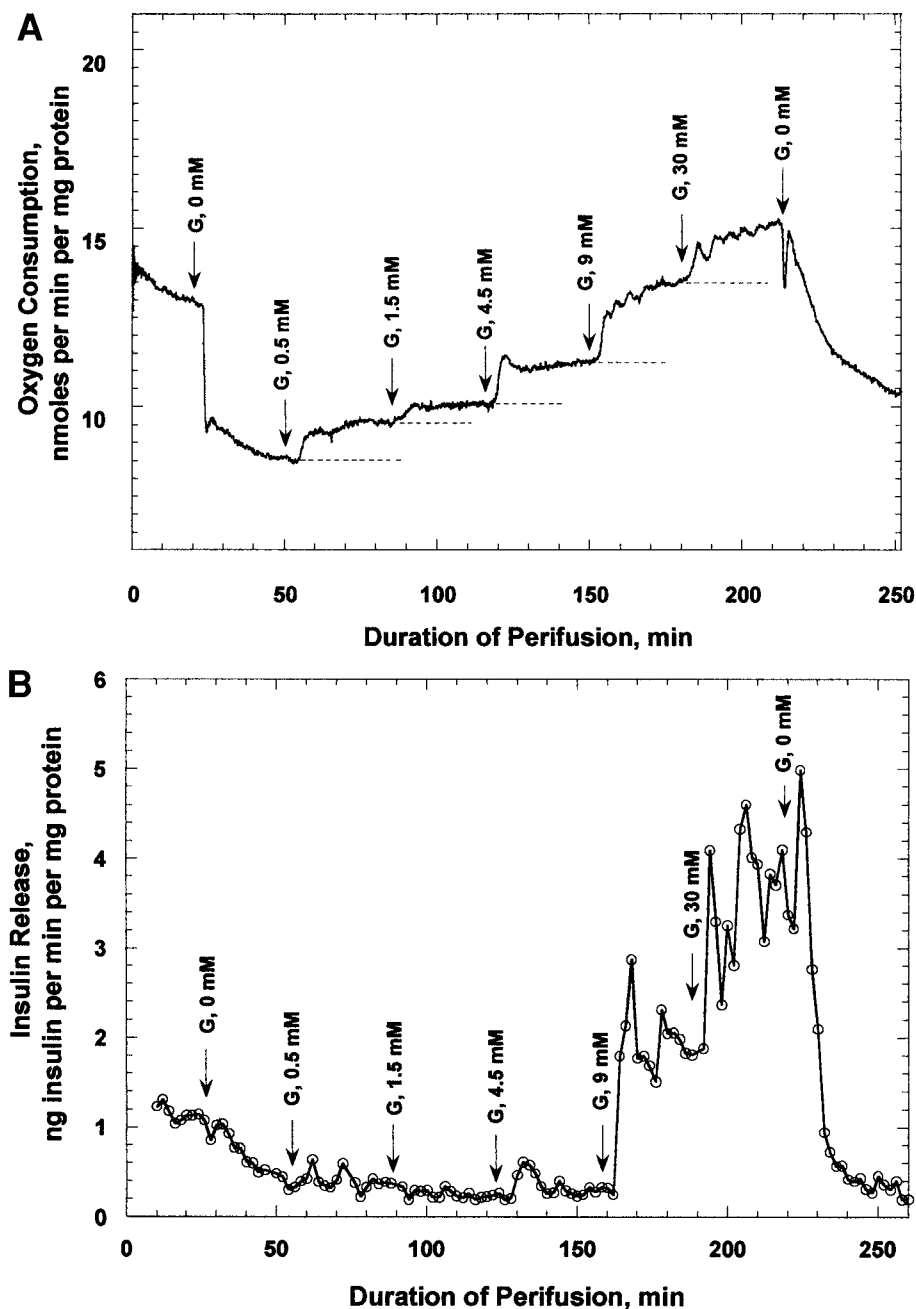 A
Oxygen Consumption,
nmoles per min per mg protein
20
15
10
G, 0 mM
G, 0.5 mM
G, 1.5 mM
G, 4.5 mM
G, 9 mM
G, 30 mM
G, 0 mM
0
50
100
150
200
250
Duration of Perifusion, min
B
Insulin Release,
ng insulin per min per mg protein
6
5
4
3
2
1
0
G, 0 mM
G, 0.5 mM
G, 1.5 mM
G, 4.5 mM
G, 9 mM
G, 30 mM
G, 0 mM
0
50
100
150
200
250
Duration of Perifusion, min